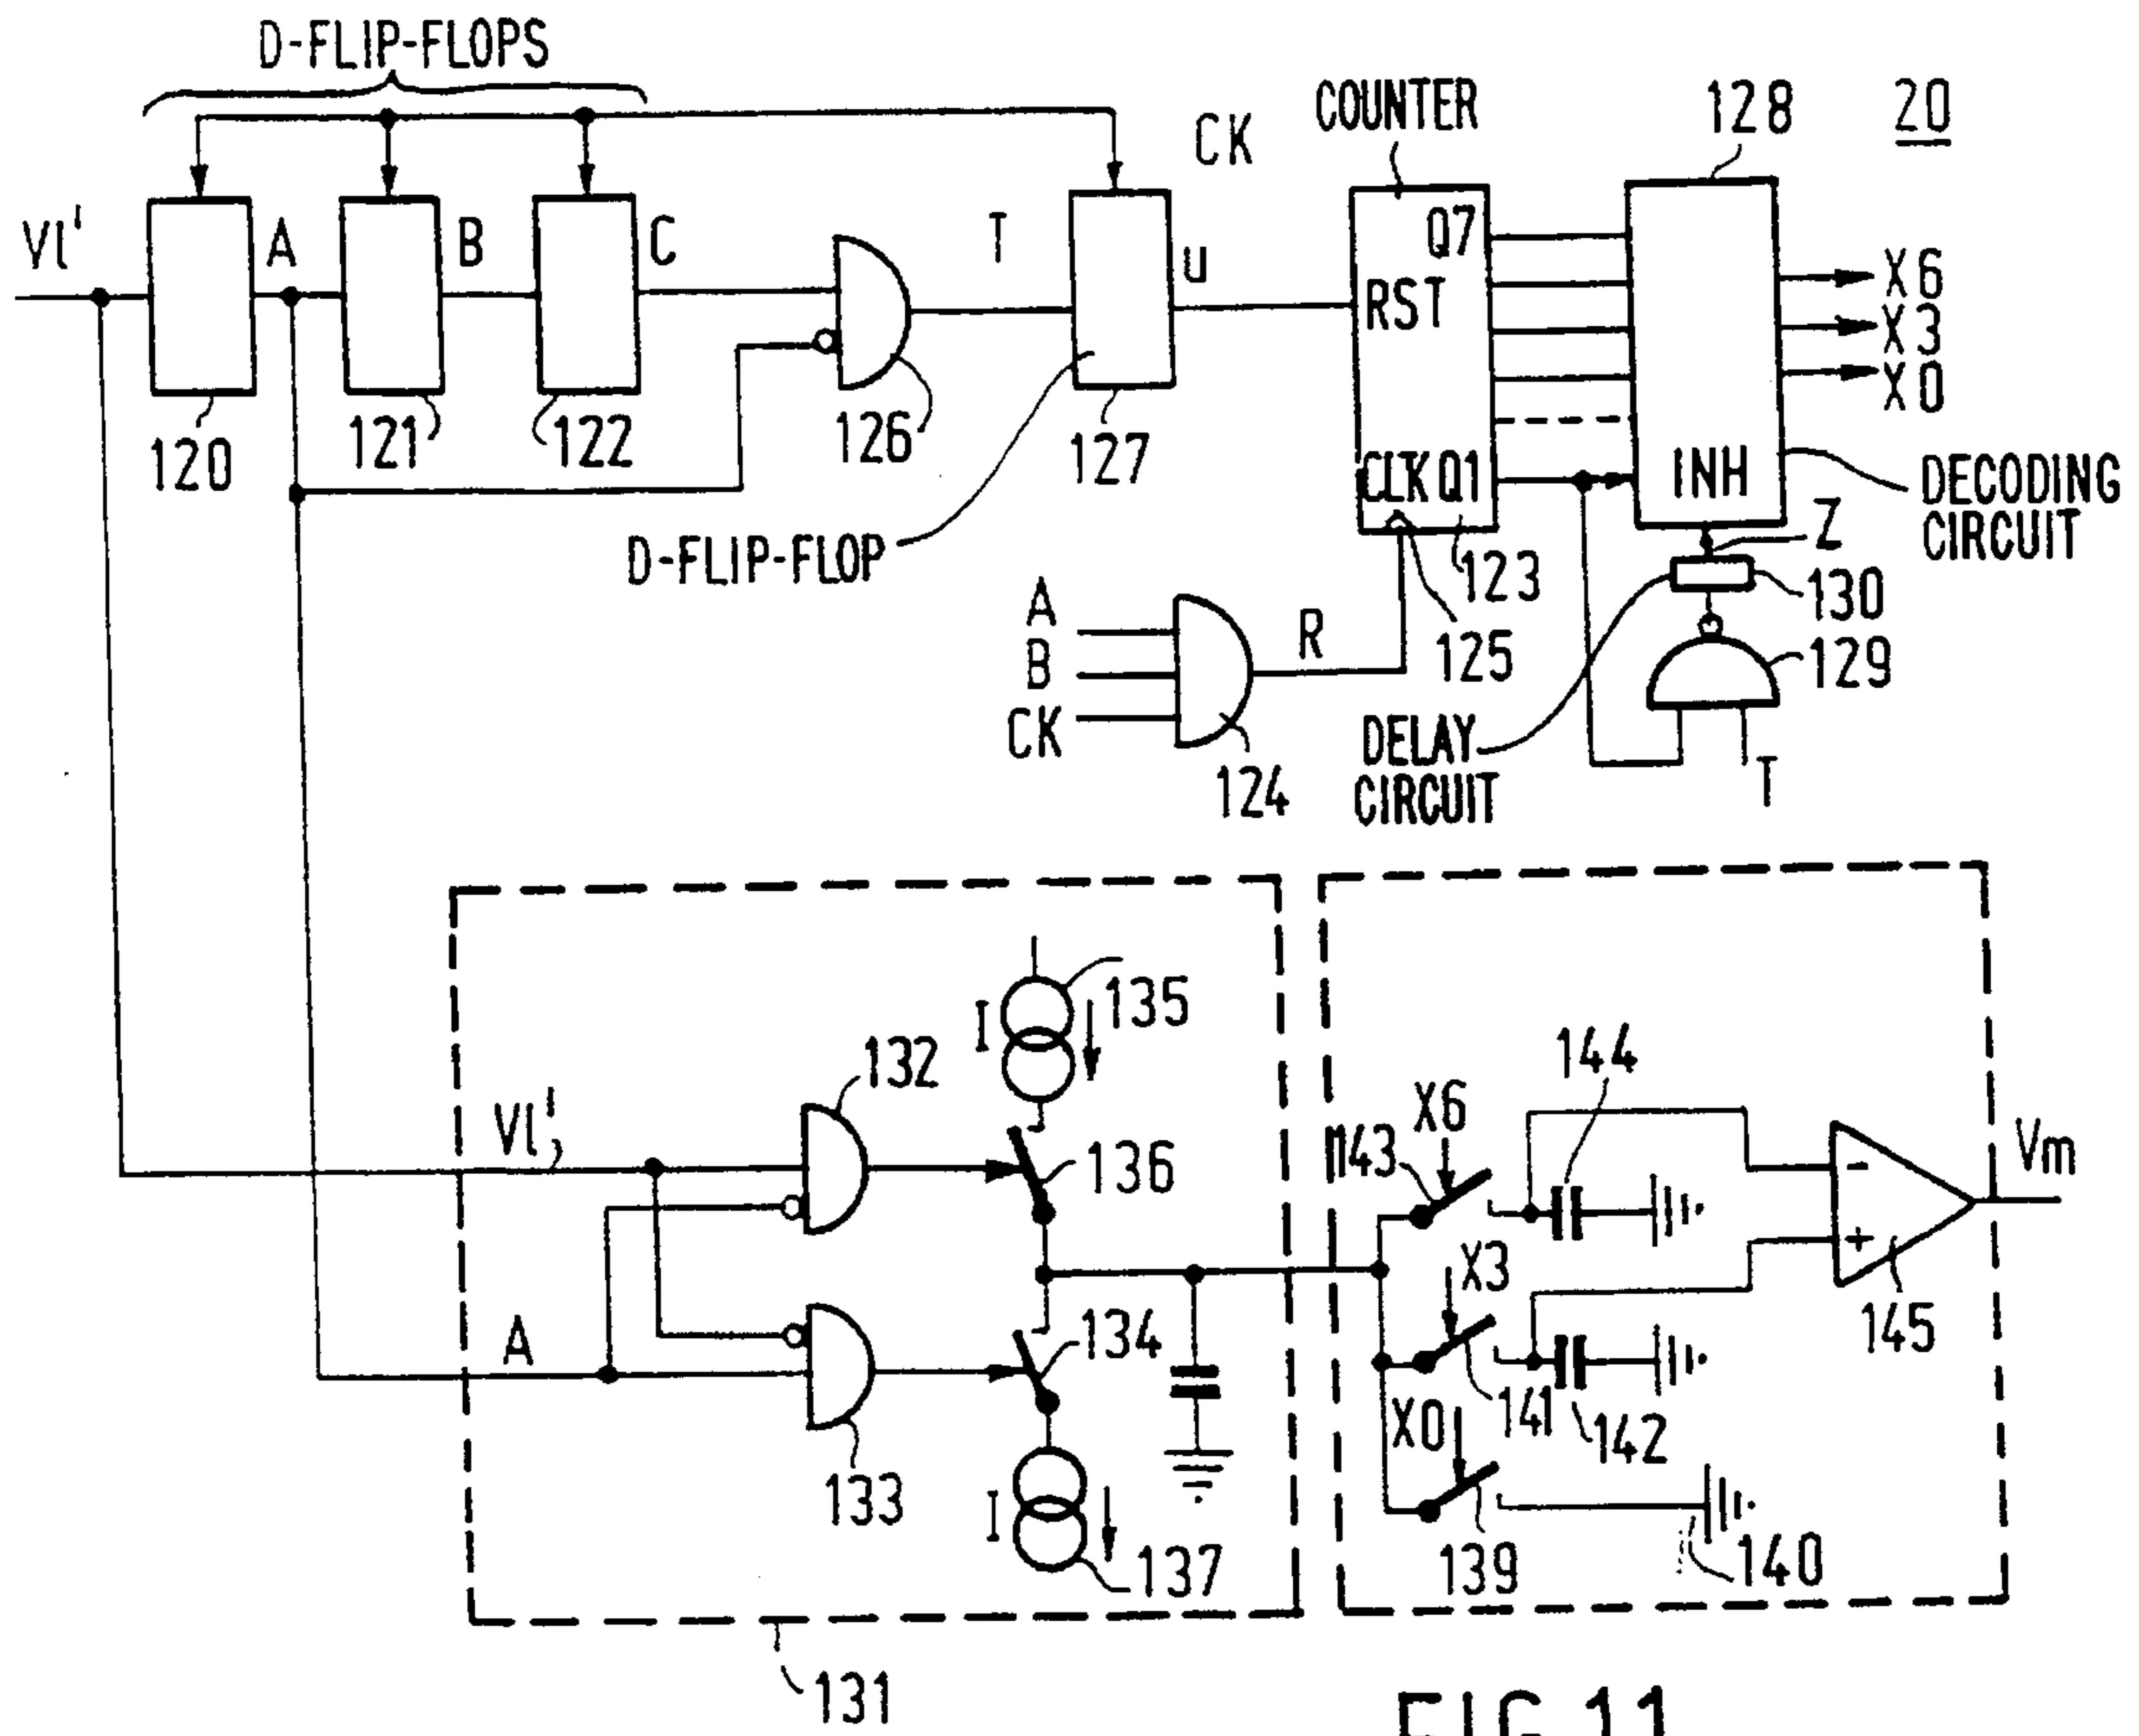 D-FLIP-FLOPS
CK
COUNTER
128
20
Vl'
A
B
C
T
u
Q7
RST
X6
X3
X0
120
121
122
126
127
CLK Q1
INH
DECODING
CIRCUIT
D-FLIP-FLOP
Z
123
130
A
B
CK
R
125
129
124
DELAY
CIRCUIT
T
135
I
132
144
X6
Vl'
143
136
Vm
X3
A
134
145
141
X0
142
133
I
137
139
140
131
FIG.11